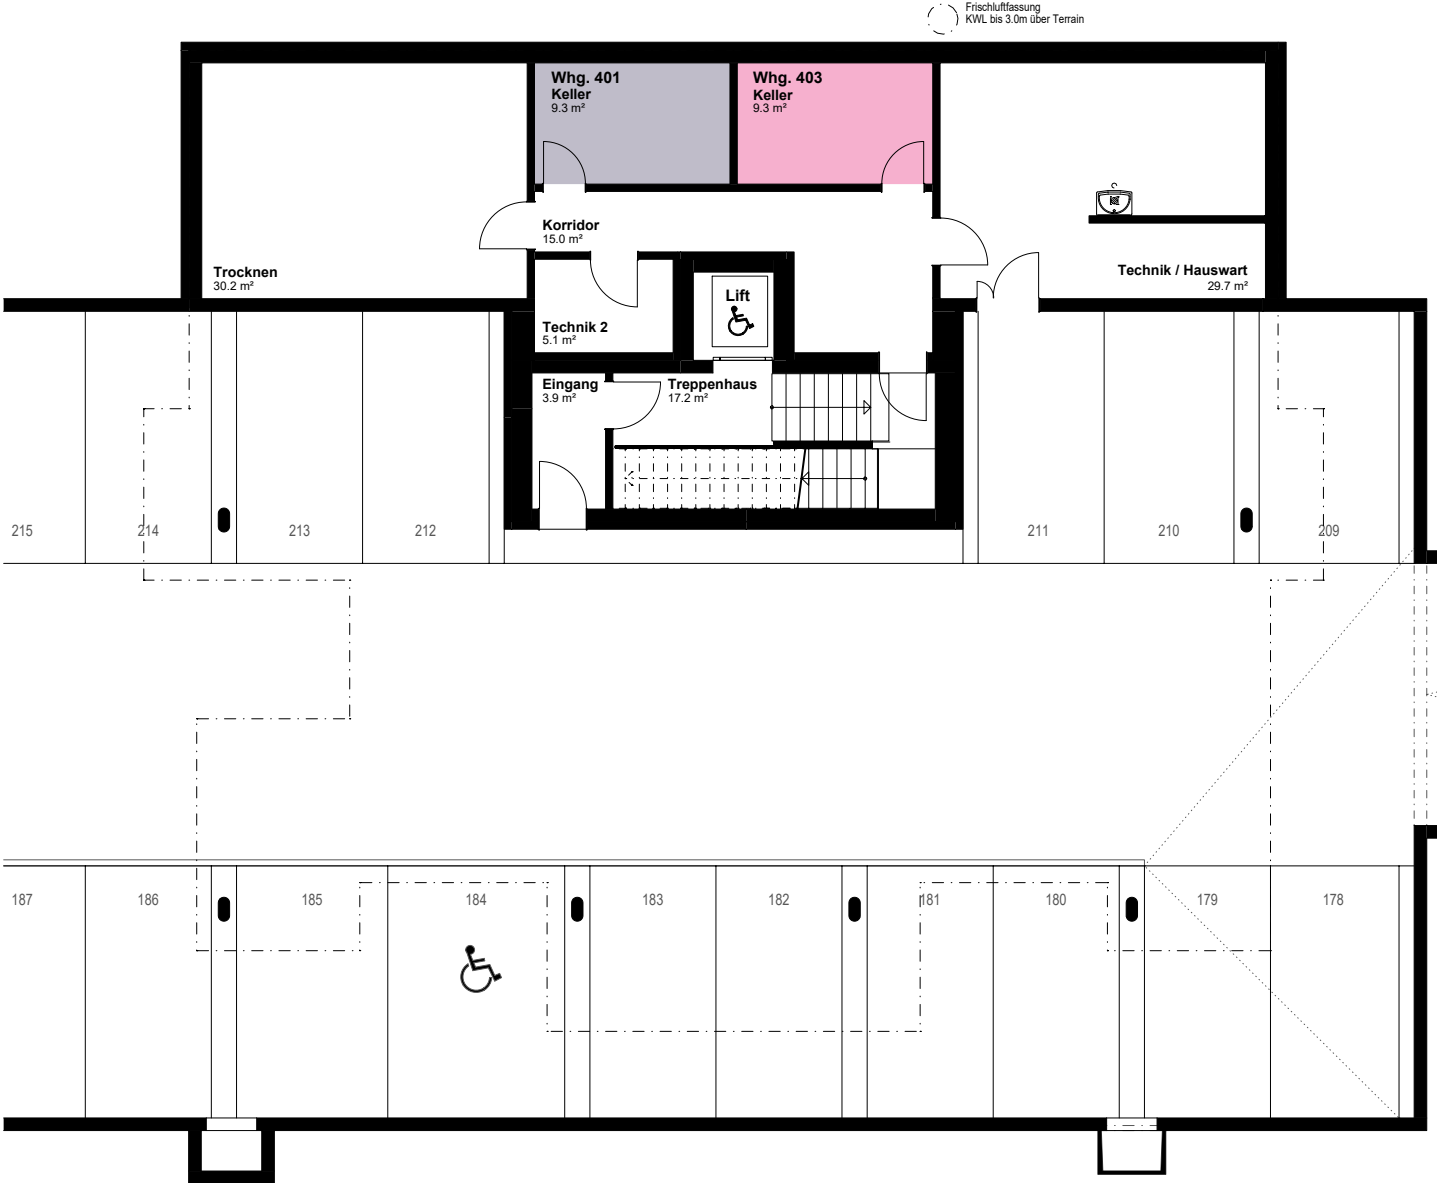 Frischluftfassung
KWL bis 3.0m über Terrain
Whg. 401
Keller
9.3 m²
Whg. 403
Keller
9.3 m²
Korridor
15.0 m²
Trocknen
30.2 m²
Technik / Hauswart
29.7 m²
Lift
Technik 2
5.1 m²
Eingang
3.9 m²
Treppenhaus
17.2 m²
215
214
213
212
211
210
209
187
186
185
184
183
182
181
180
179
178